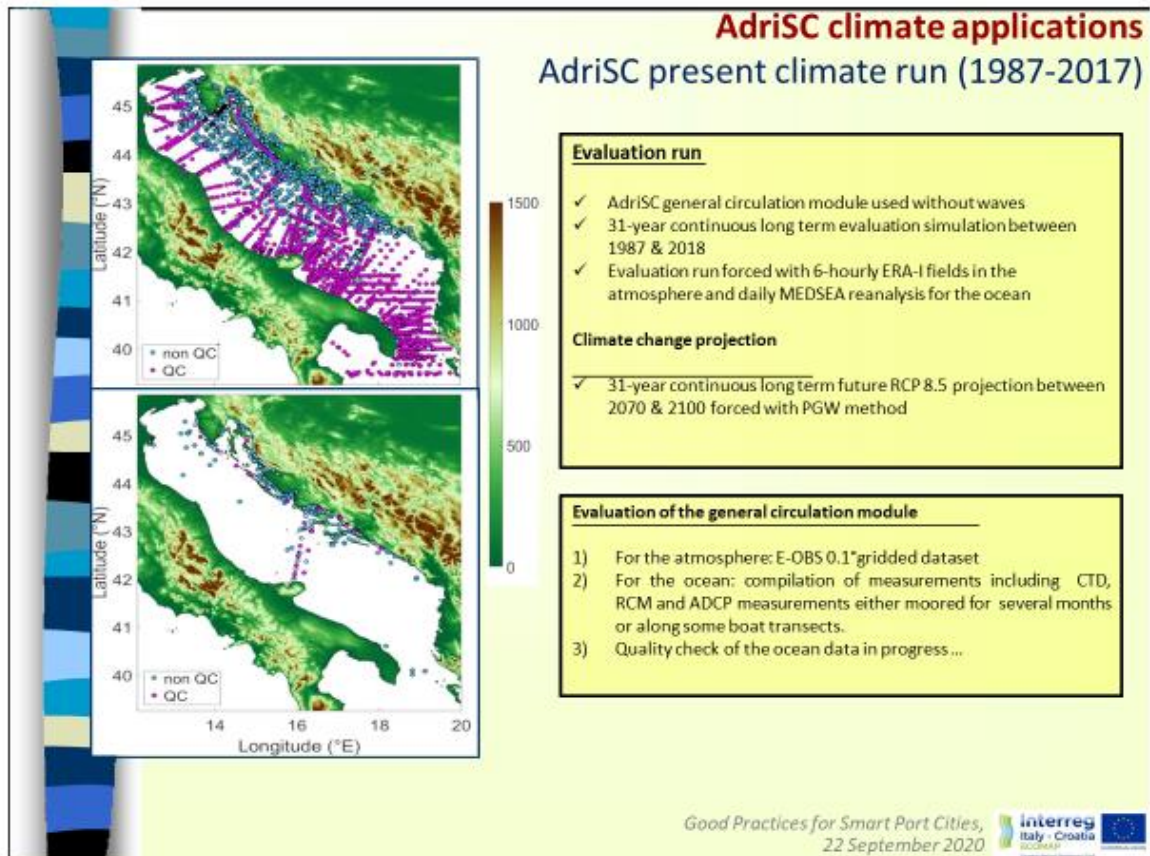 AdriSC climate applications
AdriSC present climate run (1987-2017)
45
44
43
42
41
40
Latitude (°N)
non QC
QC
1500
1000
500
0
45
44
43
42
41
40
Latitude (°N)
non QC
QC
14
16
18
20
Longitude (°E)
Evaluation run
✓ AdriSC general circulation module used without waves
✓ 31-year continuous long term evaluation simulation between
1987 & 2018
✓ Evaluation run forced with 6-hourly ERA-I fields in the
atmosphere and daily MEDSEA reanalysis for the ocean
Climate change projection
✓ 31-year continuous long term future RCP 8.5 projection between
2070 & 2100 forced with PGW method
Evaluation of the general circulation module
1) For the atmosphere: E-OBS 0.1°gridded dataset
2) For the ocean: compilation of measurements including CTD,
RCM and ADCP measurements either moored for several months
or along some boat transects.
3) Quality check of the ocean data in progress ...
Good Practices for Smart Port Cities,
22 September 2020
Interreg
Italy - Croatia